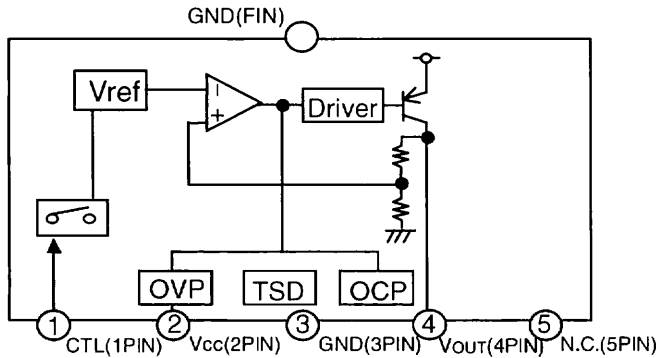 GND(FIN)
Vref
−
+
Driver
OVP
TSD
OCP
1
2
3
4
5
CTL(1PIN)
Vcc(2PIN)
GND(3PIN)
VOUT(4PIN)
N.C.(5PIN)